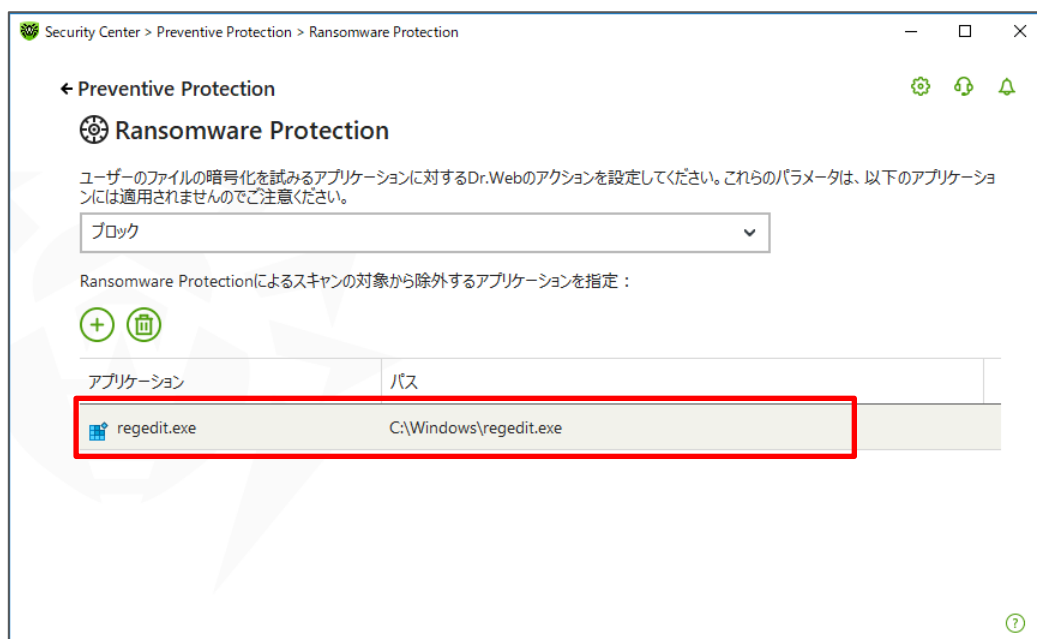 Security Center > Preventive Protection > Ransomware Protection
Preventive Protection
Ransomware Protection
ユーザーのファイルの暗号化を試みるアプリケーションに対するDr.Webのアクションを設定してください。これらのパラメータは、以下のアプリケーショ
ンには適用されませんのでご注意ください。
ブロック
Ransomware Protectionによるスキャンの対象から除外するアプリケーションを指定：
アプリケーション パス
regedit.exe C:\Windows\regedit.exe